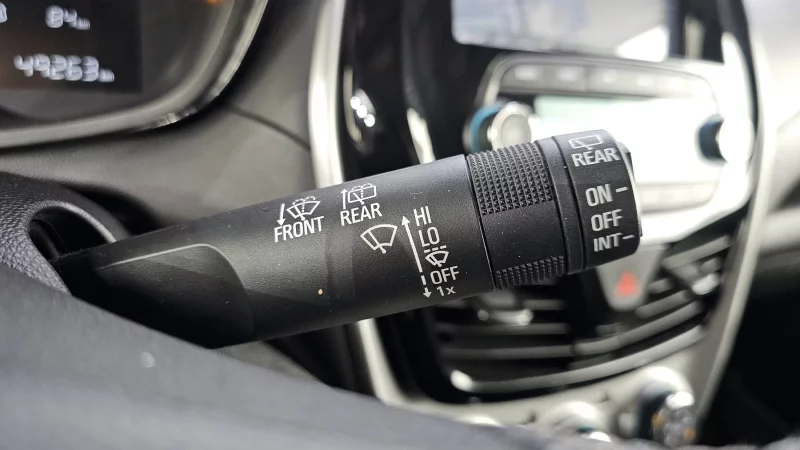 84
49263
FRONT
REAR
HI
LO
OFF
1x
REAR
ON
OFF
INT